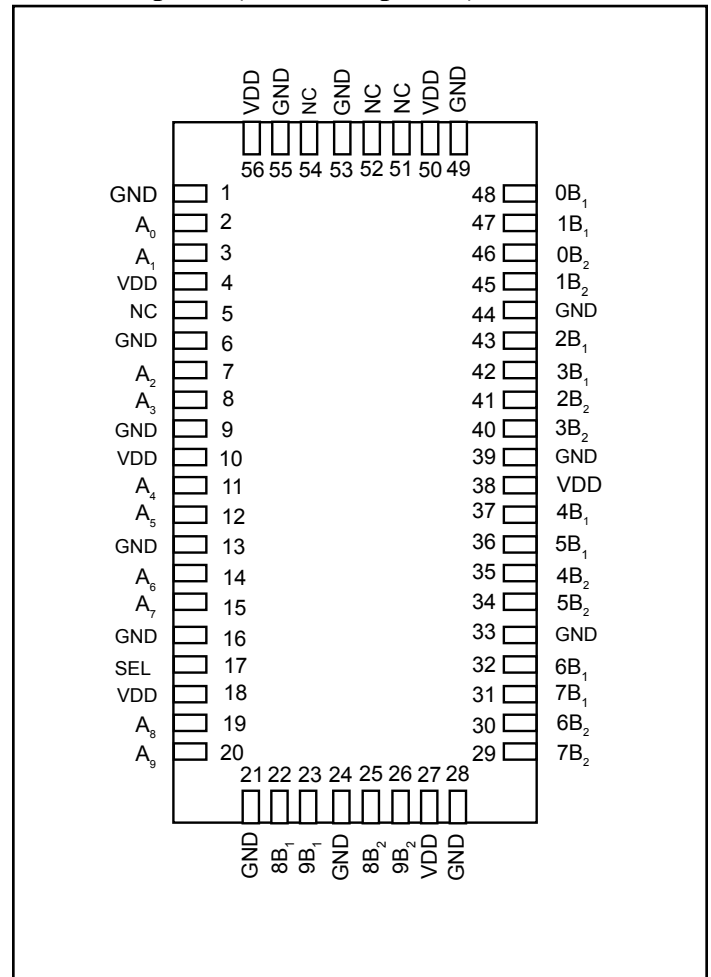 VDD GND NC GND NC NC VDD GND
56 55 54 53 52 51 50 49
GND 1 48 0B₁
A₀ 2 47 1B₁
A₁ 3 46 0B₂
VDD 4 45 1B₂
NC 5 44 GND
GND 6 43 2B₁
A₂ 7 42 3B₁
A₃ 8 41 2B₂
GND 9 40 3B₂
VDD 10 39 GND
A₄ 11 38 VDD
A₅ 12 37 4B₁
GND 13 36 5B₁
A₆ 14 35 4B₂
A₇ 15 34 5B₂
GND 16 33 GND
SEL 17 32 6B₁
VDD 18 31 7B₁
A₈ 19 30 6B₂
A₉ 20 29 7B₂
21 22 23 24 25 26 27 28
GND 8B₁ 9B₁ GND 8B₂ 9B₂ VDD GND